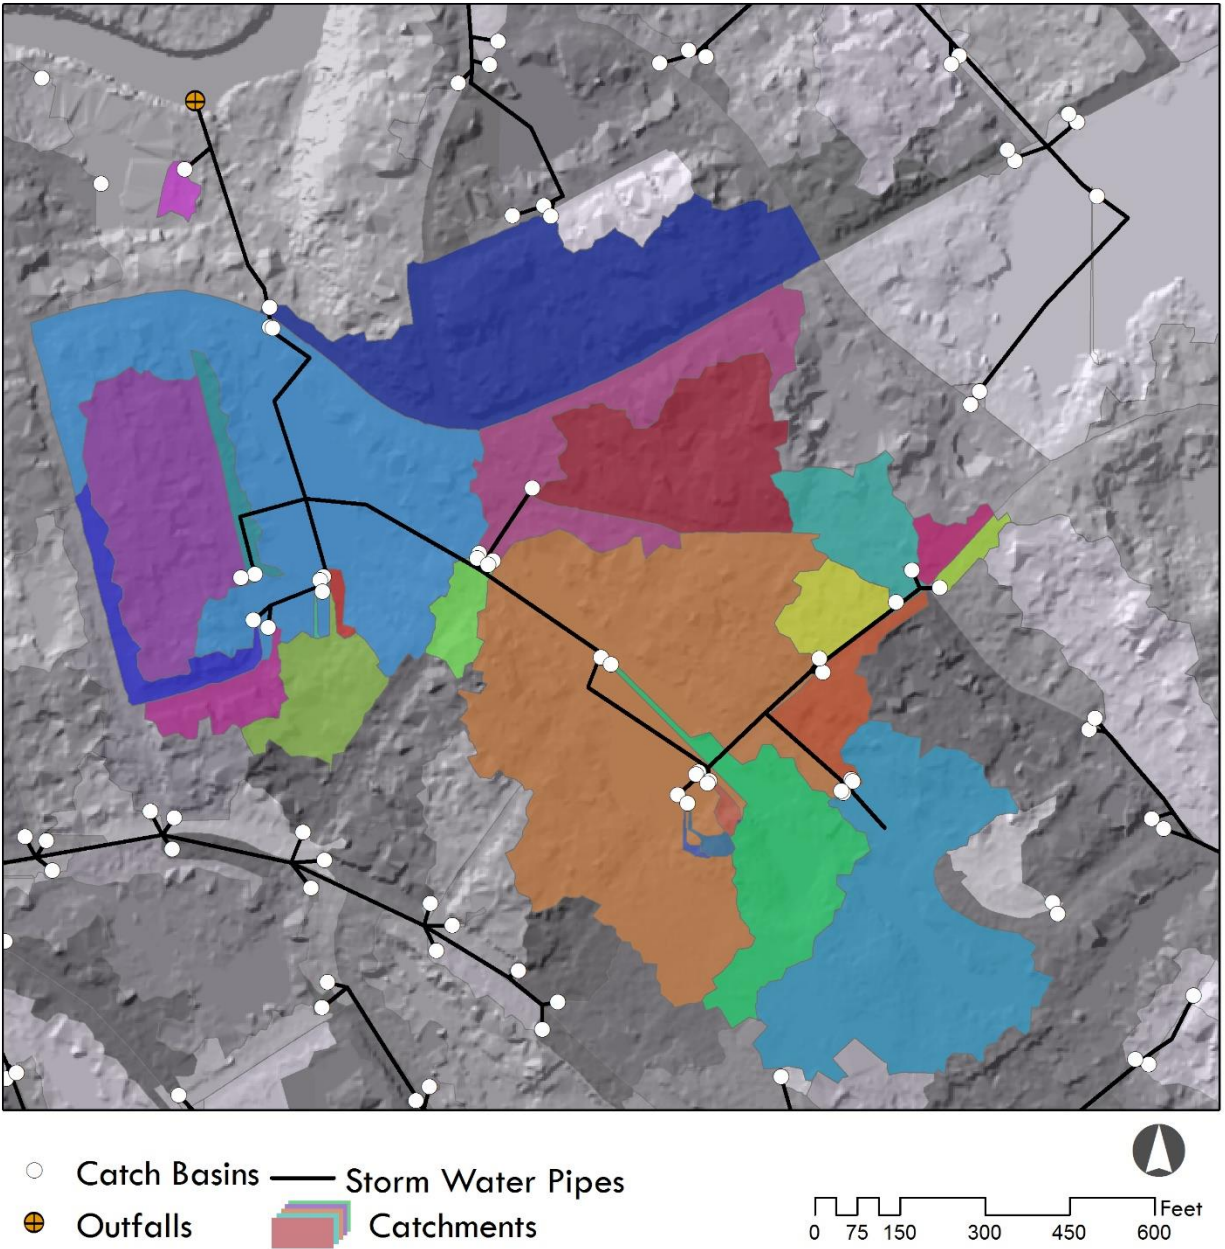 Catch Basins
Storm Water Pipes
Outfalls
Catchments
Feet
0 75 150 300 450 600